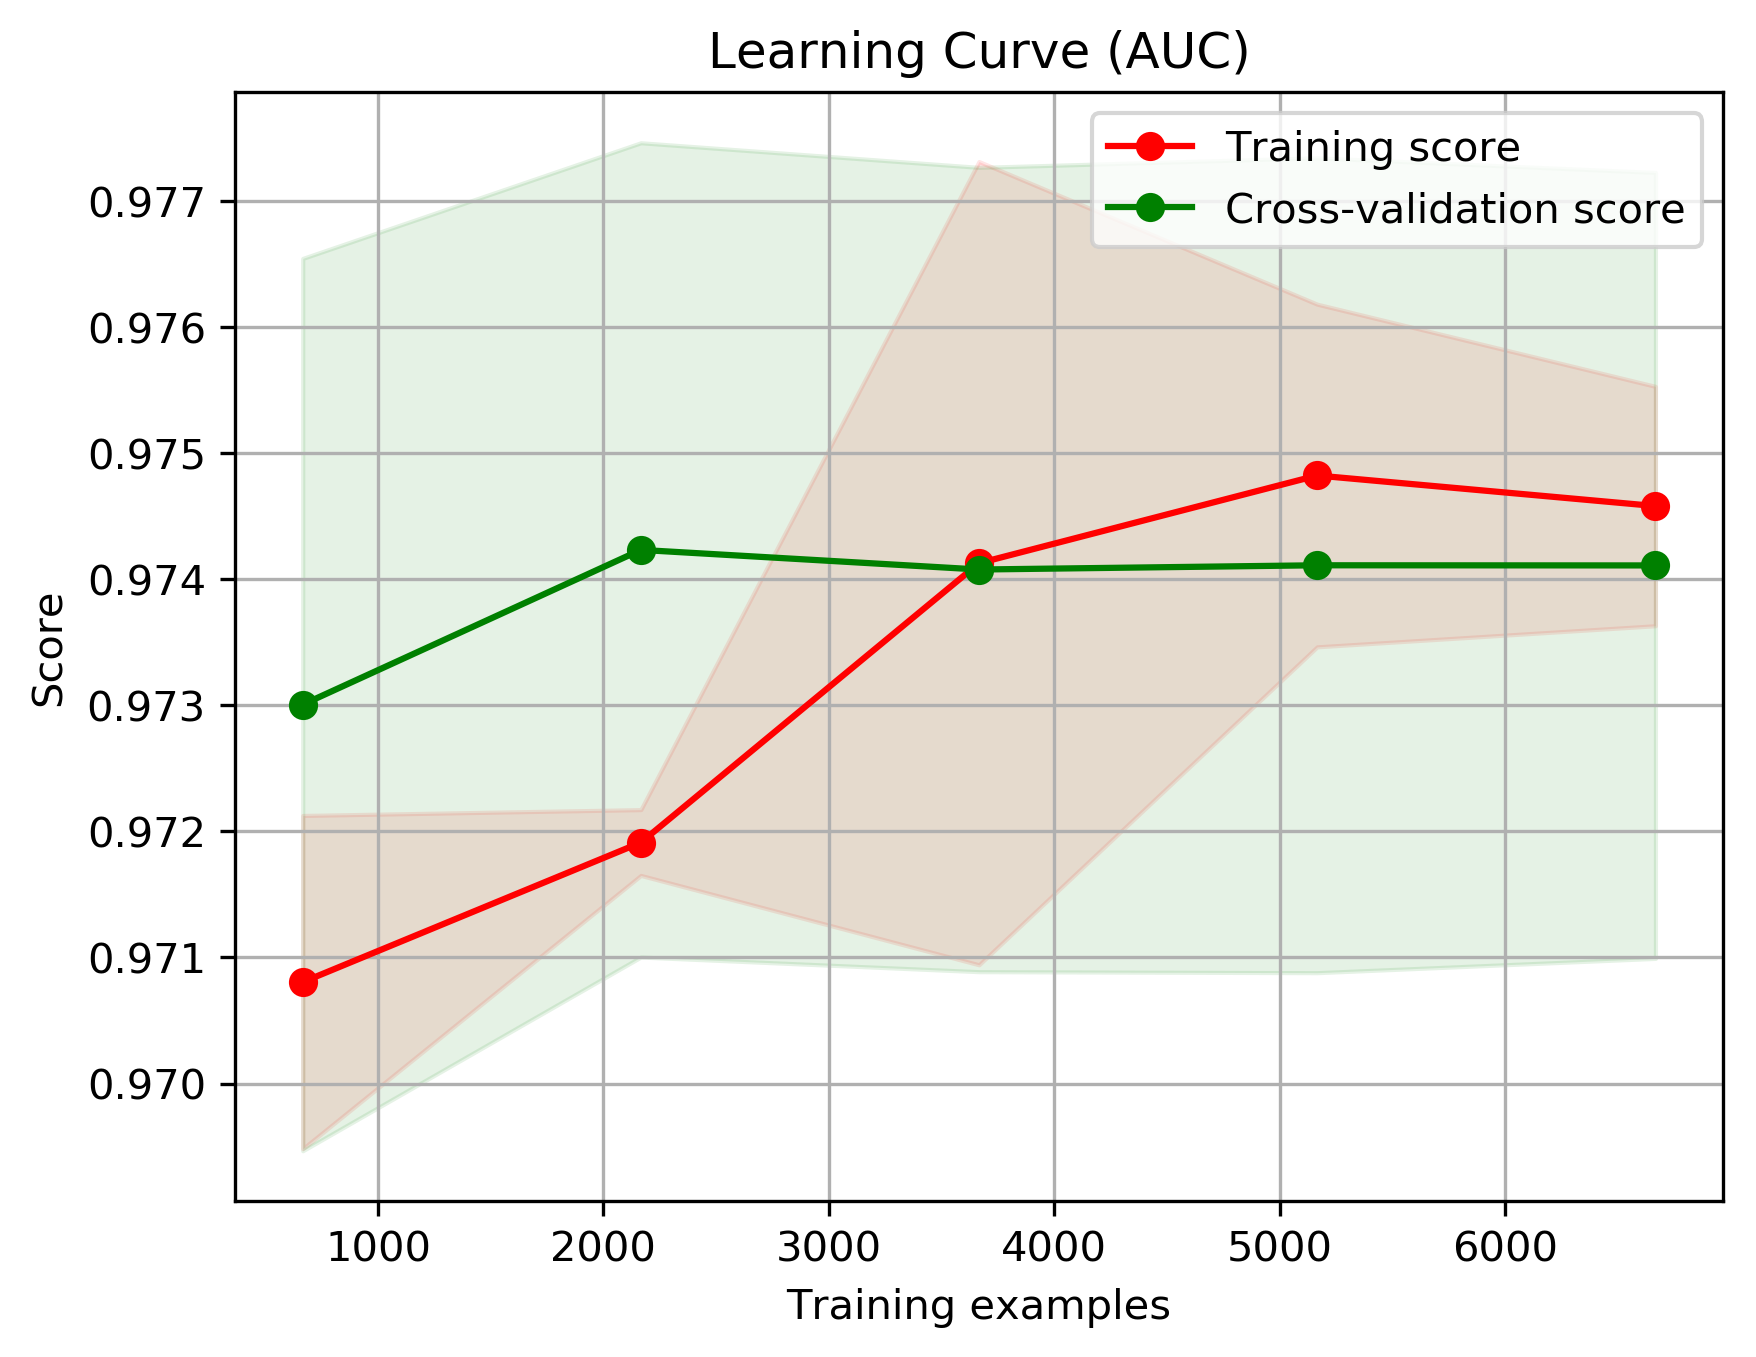 Learning Curve (AUC)
Training score
Cross-validation score
0.977
0.976
0.975
0.974
0.973
0.972
0.971
0.970
Score
1000 2000 3000 4000 5000 6000
Training examples